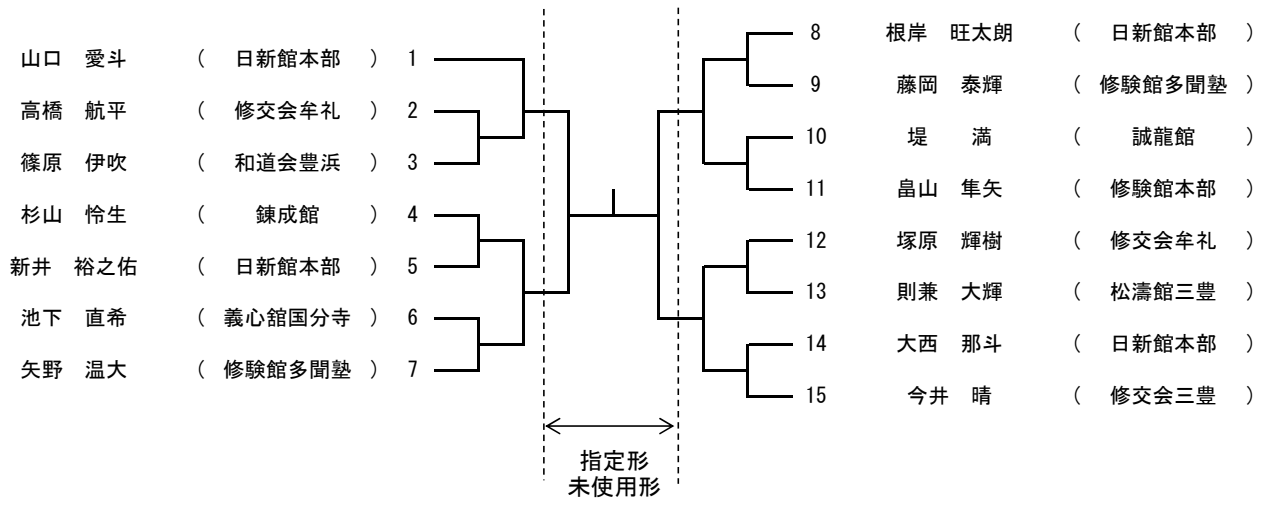 山口　愛斗　（　日新館本部　）　1
高橋　航平　（　修交会牟礼　）　2
篠原　伊吹　（　和道会豊浜　）　3
杉山　怜生　（　錬成館　）　4
新井　裕之佑　（　日新館本部　）　5
池下　直希　（　義心舘国分寺　）　6
矢野　温大　（　修験館多聞塾　）　7
8　根岸　旺太朗　（　日新館本部　）
9　藤岡　泰輝　（　修験館多聞塾　）
10　堤　　満　（　誠龍館　）
11　畠山　隼矢　（　修験館本部　）
12　塚原　輝樹　（　修交会牟礼　）
13　則兼　大輝　（　松濤館三豊　）
14　大西　那斗　（　日新館本部　）
15　今井　晴　（　修交会三豊　）
指定形
未使用形